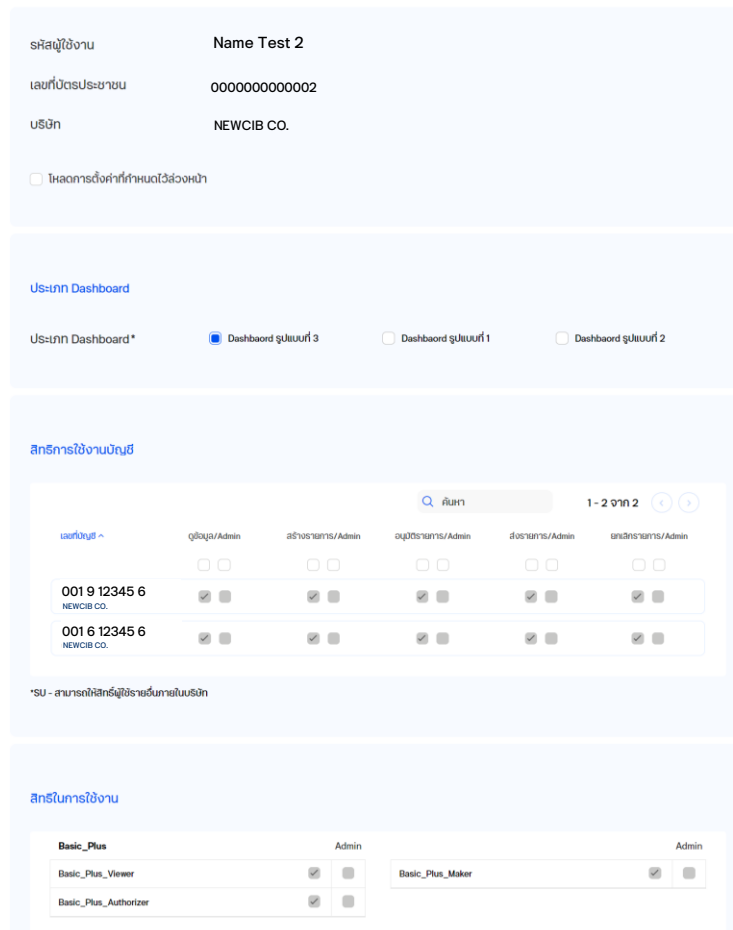 รหัสผู้ใช้งาน Name Test 2
เลขที่บัตรประชาชน 0000000000002
บริษัท NEWCIB CO.
โหลดการตั้งค่าที่กำหนดไว้ล่วงหน้า
ประเภท Dashboard
ประเภท Dashboard* Dashbaord รูปแบบที่ 3 Dashbaord รูปแบบที่ 1 Dashbaord รูปแบบที่ 2
สิทธิการใช้งานบัญชี
ค้นหา 1 - 2 จาก 2
เลขที่บัญชี ดูข้อมูล/Admin สร้างรายการ/Admin อนุมัติรายการ/Admin ส่งรายการ/Admin ยกเลิกรายการ/Admin
001 9 12345 6
NEWCIB CO.
001 6 12345 6
NEWCIB CO.
*SU - สามารถให้สิทธิ์ผู้ใช้รายอื่นภายในบริษัท
สิทธิในการใช้งาน
Basic_Plus Admin Admin
Basic_Plus_Viewer Basic_Plus_Maker
Basic_Plus_Authorizer